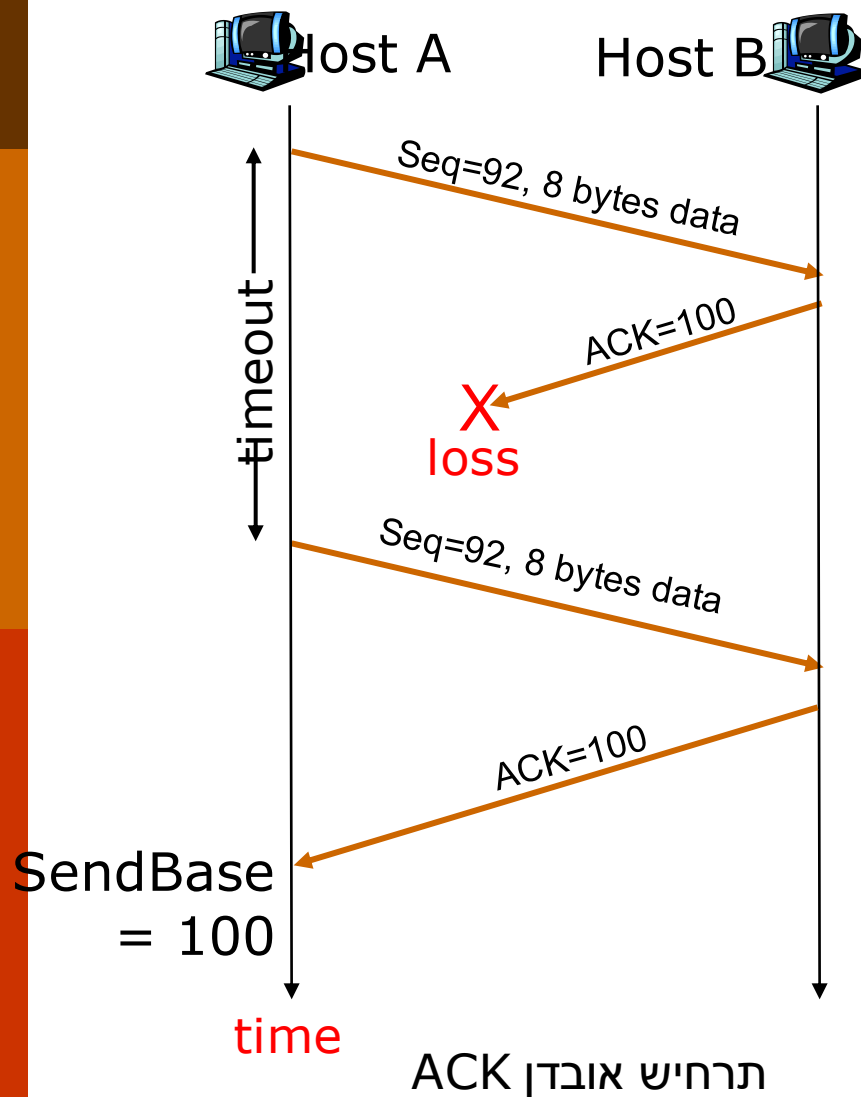 Host A
Host B
Seq=92, 8 bytes data
timeout
ACK=100
X
loss
Seq=92, 8 bytes data
ACK=100
SendBase
= 100
time
תרחיש אובדן ACK